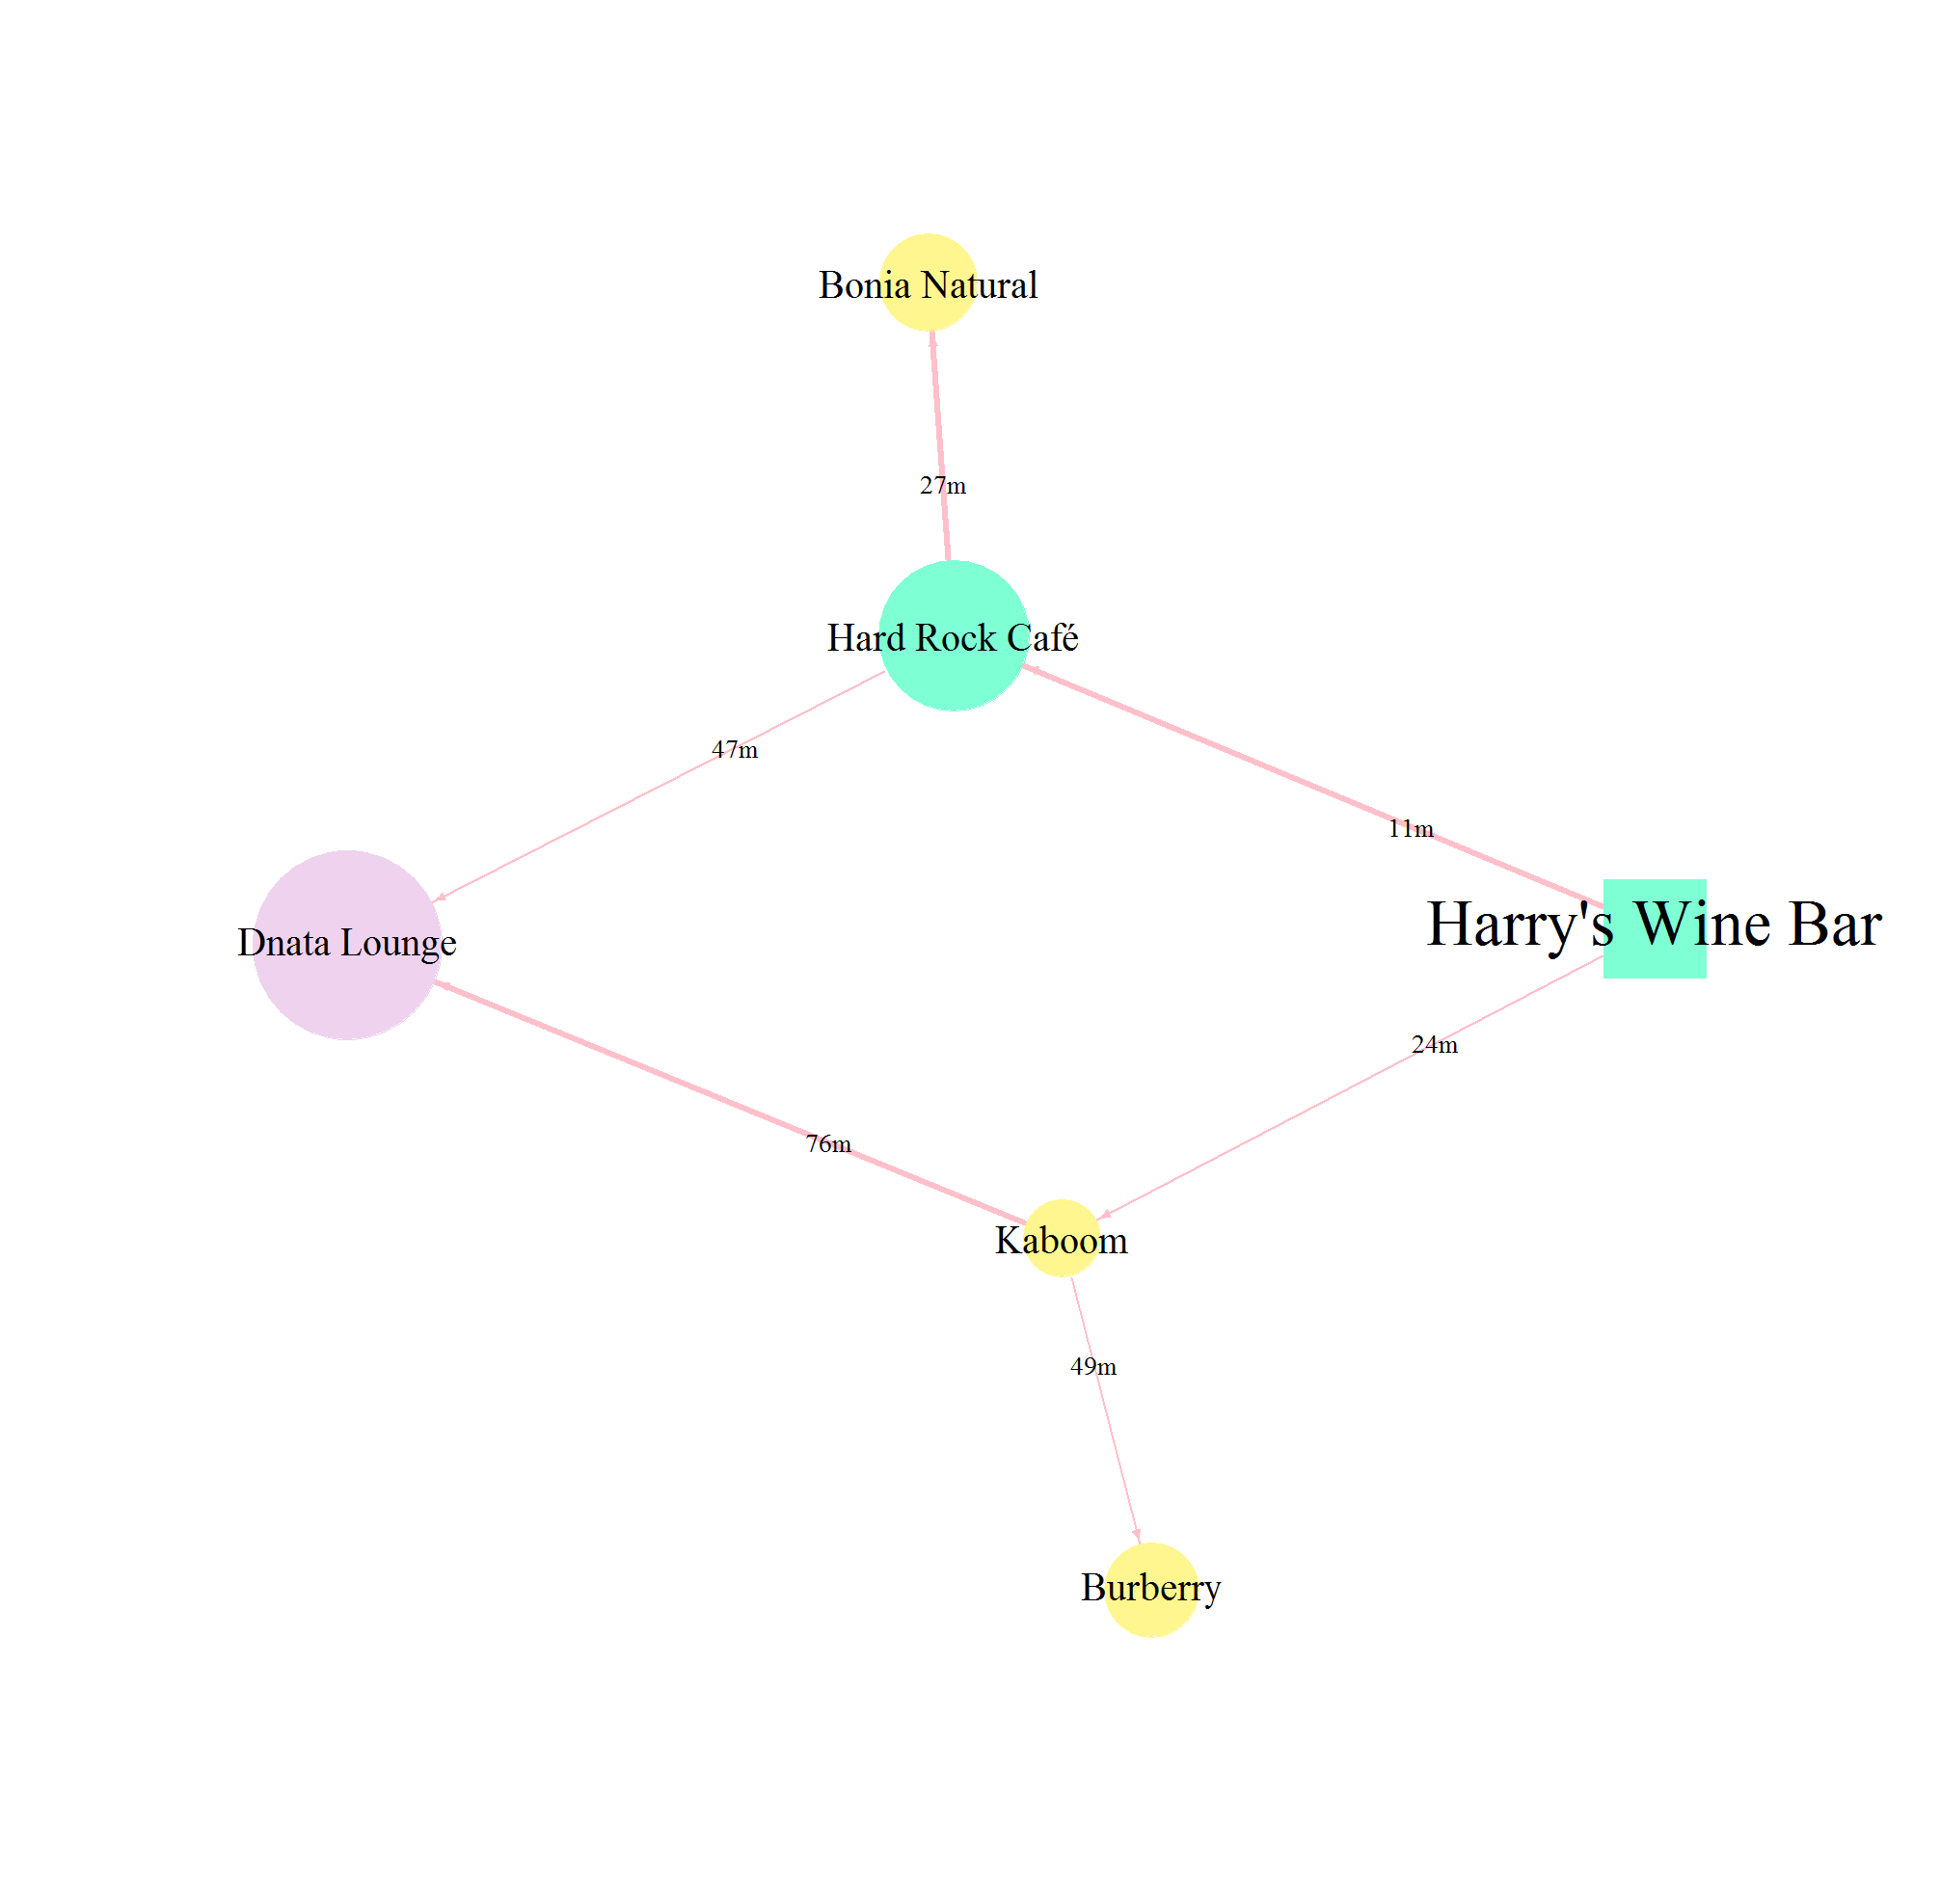 Bonia Natural
27m
Hard Rock Café
47m
11m
Harry's Wine Bar
Dnata Lounge
24m
76m
Kaboom
49m
Burberry